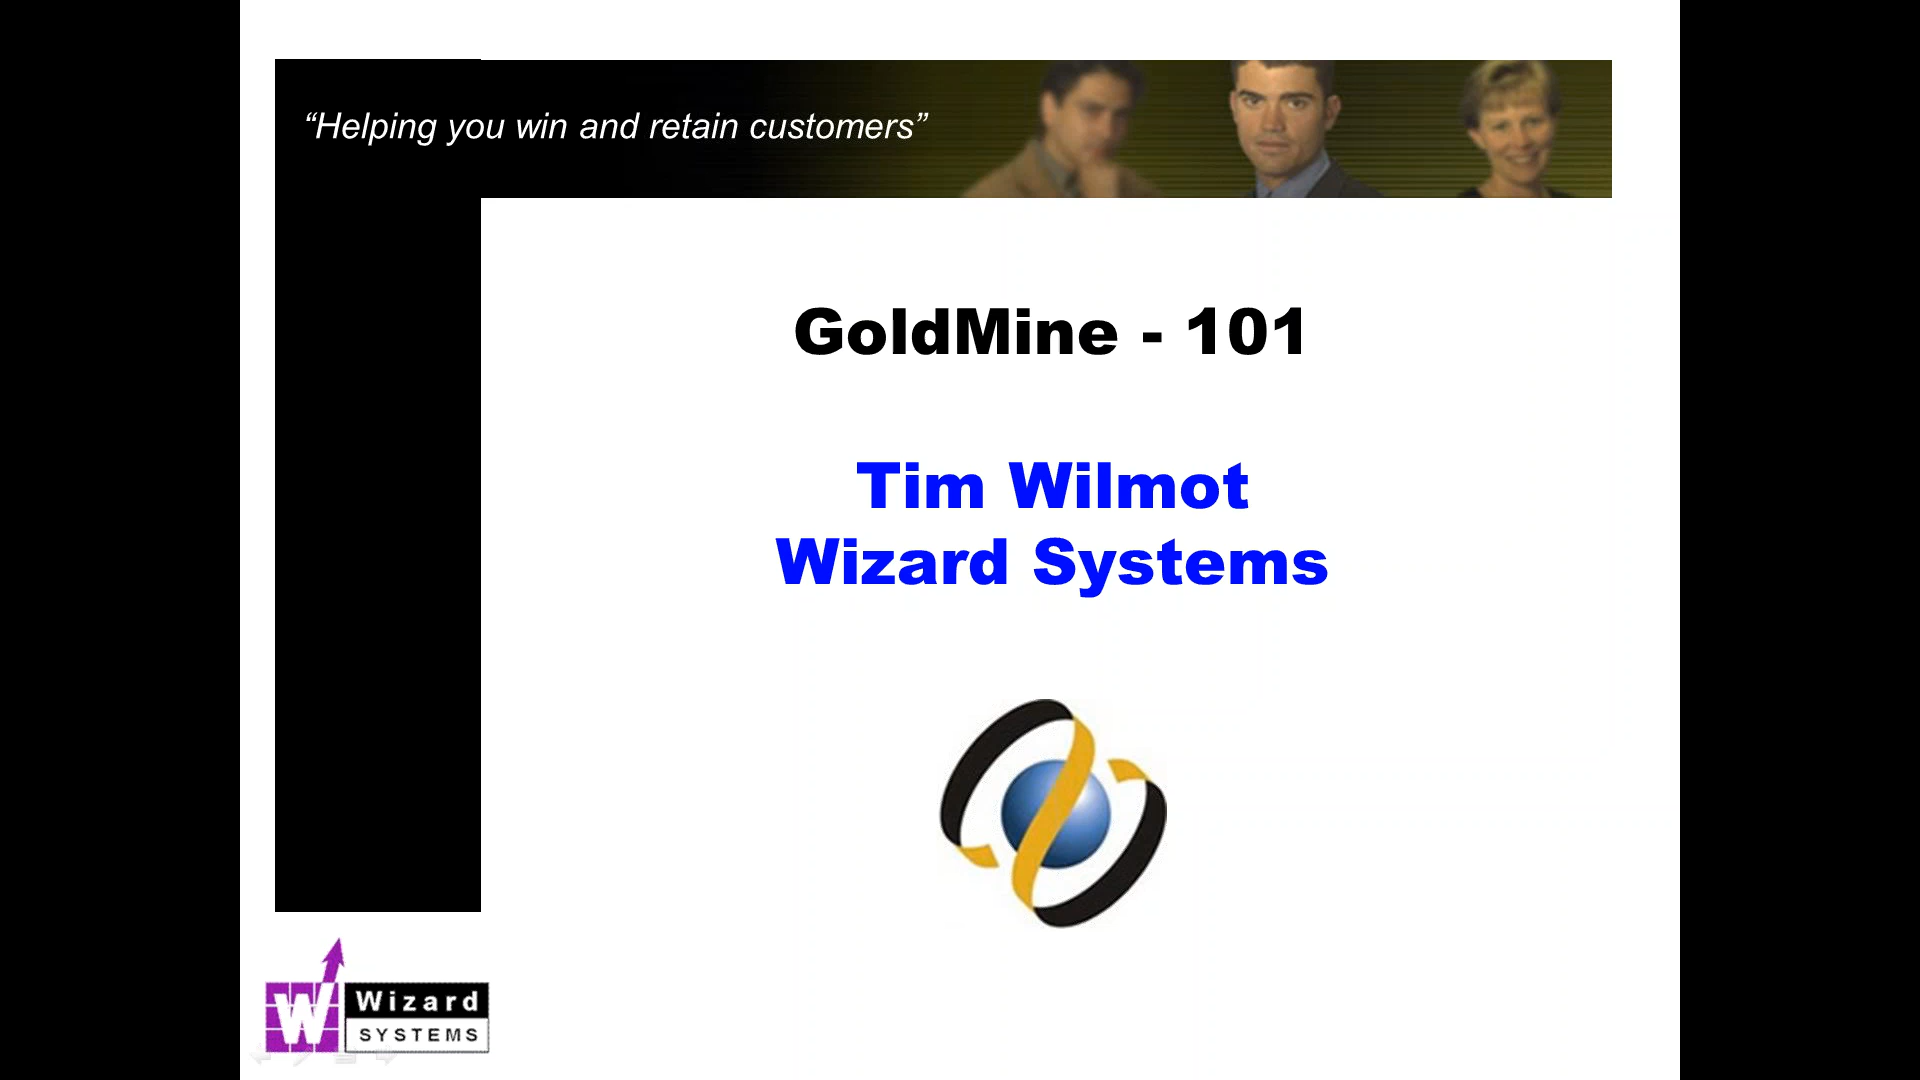 “Helping you win and retain customers”
GoldMine - 101
Tim Wilmot
Wizard Systems
W Wizard
SYSTEMS